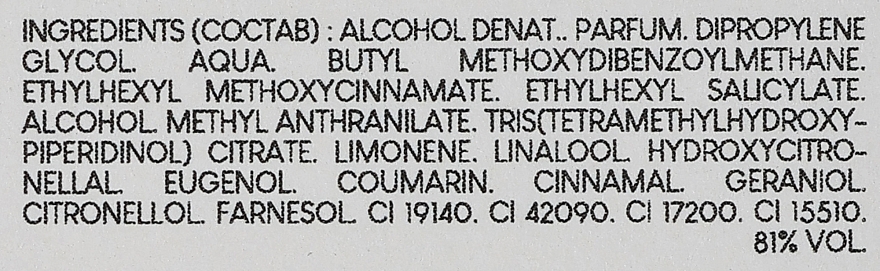 INGREDIENTS (COCTAB) : ALCOHOL DENAT.. PARFUM. DIPROPYLENE
GLYCOL. AQUA. BUTYL METHOXYDIBENZOYLMETHANE.
ETHYLHEXYL METHOXYCINNAMATE. ETHYLHEXYL SALICYLATE.
ALCOHOL. METHYL ANTHRANILATE. TRIS(TETRAMETHYLHYDROXY-
PIPERIDINOL) CITRATE. LIMONENE. LINALOOL. HYDROXYCITRO-
NELLAL. EUGENOL. COUMARIN. CINNAMAL. GERANIOL.
CITRONELLOL. FARNESOL. CI 19140. CI 42090. CI 17200. CI 15510.
81% VOL.